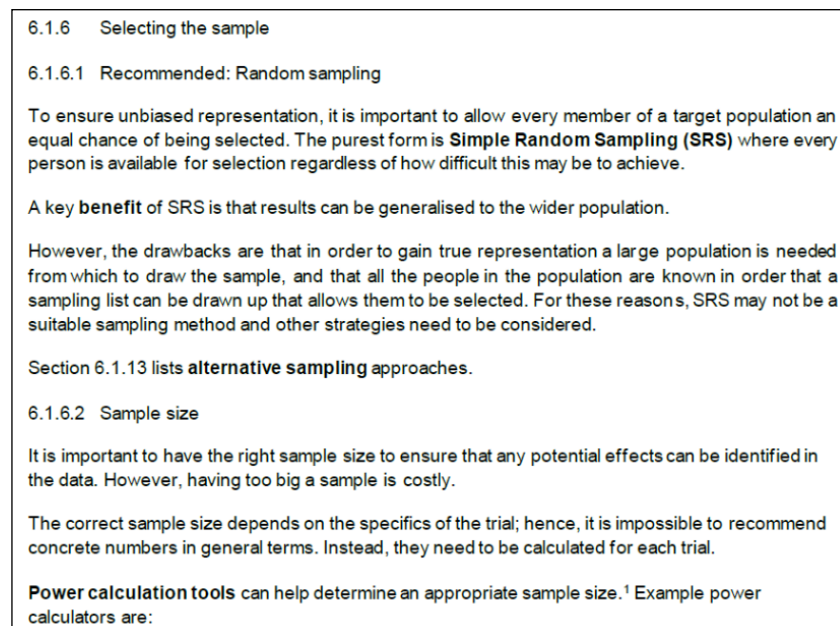 6.1.6 Selecting the sample
6.1.6.1 Recommended: Random sampling
To ensure unbiased representation, it is important to allow every member of a target population an
equal chance of being selected. The purest form is Simple Random Sampling (SRS) where every
person is available for selection regardless of how difficult this may be to achieve.
A key benefit of SRS is that results can be generalised to the wider population.
However, the drawbacks are that in order to gain true representation a large population is needed
from which to draw the sample, and that all the people in the population are known in order that a
sampling list can be drawn up that allows them to be selected. For these reasons, SRS may not be a
suitable sampling method and other strategies need to be considered.
Section 6.1.13 lists alternative sampling approaches.
6.1.6.2 Sample size
It is important to have the right sample size to ensure that any potential effects can be identified in
the data. However, having too big a sample is costly.
The correct sample size depends on the specifics of the trial; hence, it is impossible to recommend
concrete numbers in general terms. Instead, they need to be calculated for each trial.
Power calculation tools can help determine an appropriate sample size.¹ Example power
calculators are: